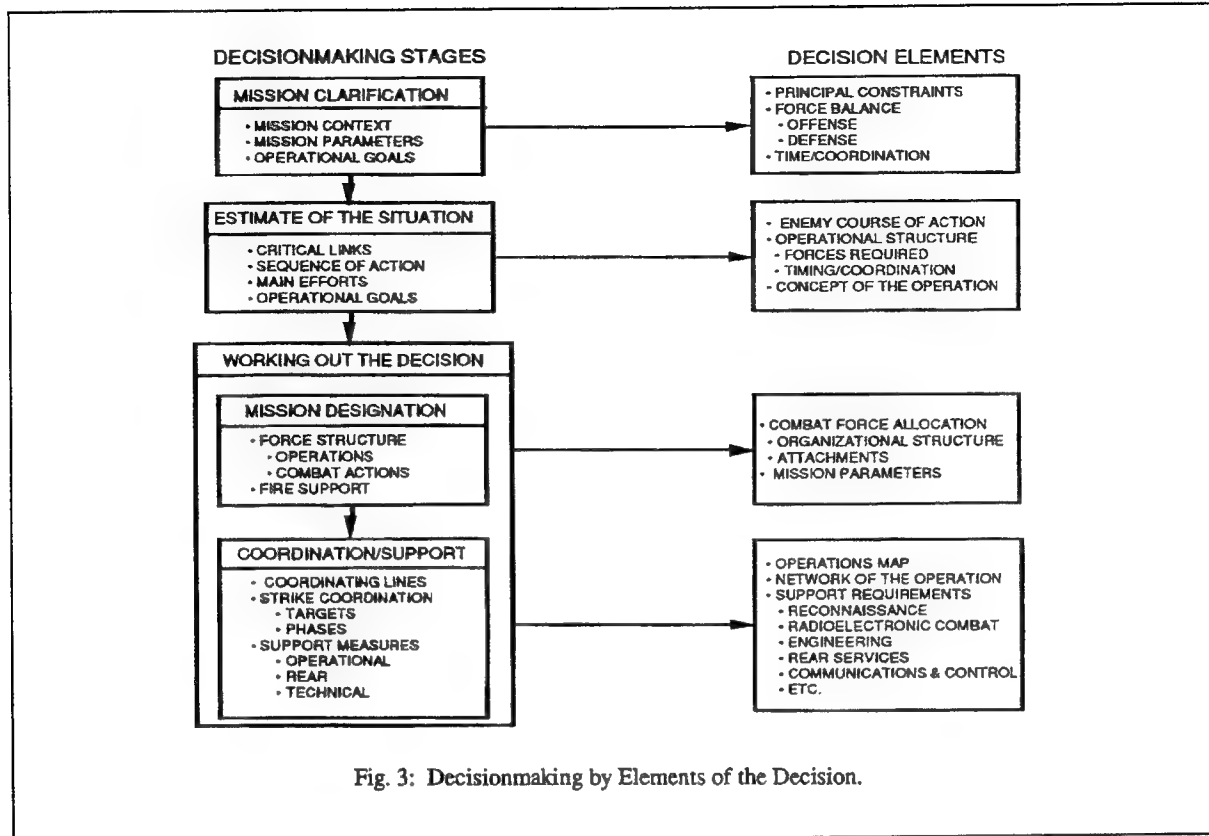 DECISIONMAKING STAGES
DECISION ELEMENTS
MISSION CLARIFICATION
• MISSION CONTEXT
• MISSION PARAMETERS
• OPERATIONAL GOALS
• PRINCIPAL CONSTRAINTS
• FORCE BALANCE
• OFFENSE
• DEFENSE
• TIME/COORDINATION
ESTIMATE OF THE SITUATION
• CRITICAL LINKS
• SEQUENCE OF ACTION
• MAIN EFFORTS
• OPERATIONAL GOALS
• ENEMY COURSE OF ACTION
• OPERATIONAL STRUCTURE
• FORCES REQUIRED
• TIMING/COORDINATION
• CONCEPT OF THE OPERATION
WORKING OUT THE DECISION
MISSION DESIGNATION
• FORCE STRUCTURE
• OPERATIONS
• COMBAT ACTIONS
• FIRE SUPPORT
• COMBAT FORCE ALLOCATION
• ORGANIZATIONAL STRUCTURE
• ATTACHMENTS
• MISSION PARAMETERS
COORDINATION/SUPPORT
• COORDINATING LINES
• STRIKE COORDINATION
• TARGETS
• PHASES
• SUPPORT MEASURES
• OPERATIONAL
• REAR
• TECHNICAL
• OPERATIONS MAP
• NETWORK OF THE OPERATION
• SUPPORT REQUIREMENTS
• RECONNAISSANCE
• RADIOELECTRONIC COMBAT
• ENGINEERING
• REAR SERVICES
• COMMUNICATIONS & CONTROL
• ETC.
Fig. 3: Decisionmaking by Elements of the Decision.